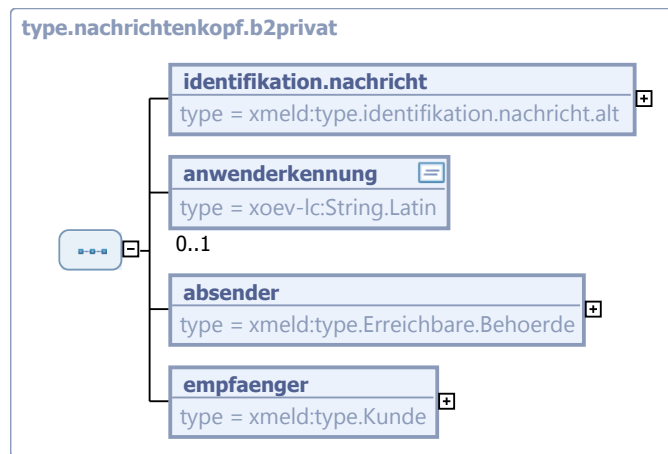 type.nachrichtenkopf.b2privat
identifikation.nachricht
type = xmeld:type.identifikation.nachricht.alt
anwenderkennung
type = xoev-lc:String.Latin
0..1
absender
type = xmeld:type.Erreichbare.Behoerde
empfaenger
type = xmeld:type.Kunde